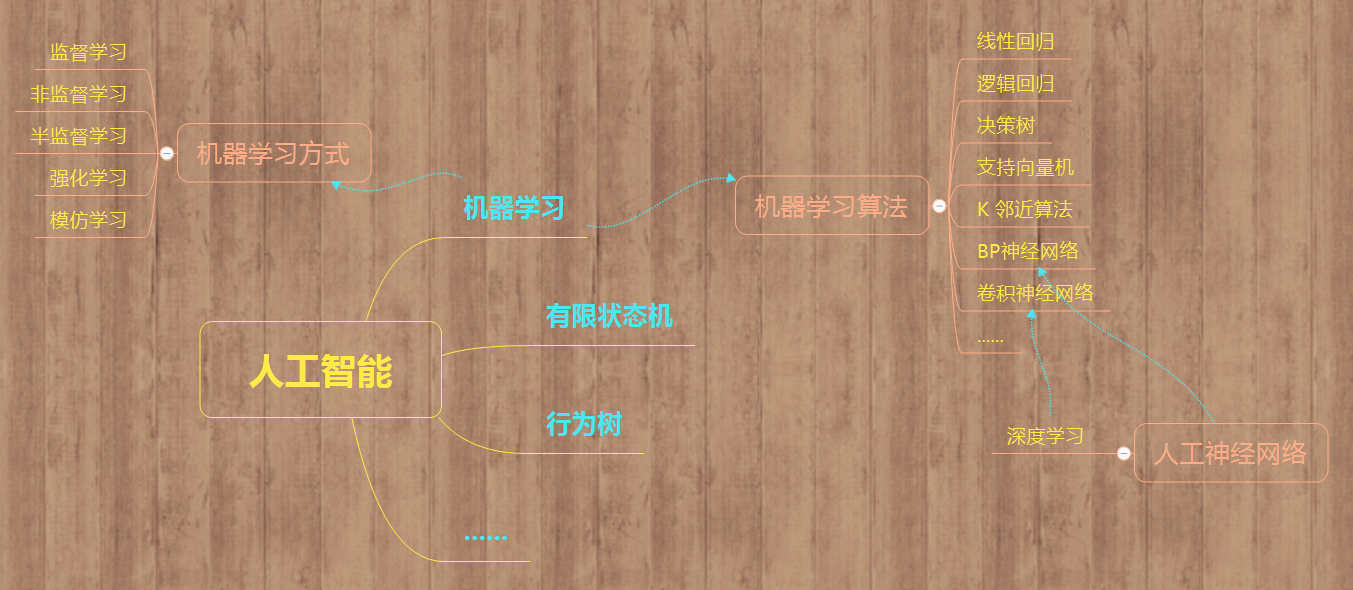 监督学习
非监督学习
半监督学习
强化学习
模仿学习
机器学习方式
机器学习
有限状态机
人工智能
行为树
......
机器学习算法
线性回归
逻辑回归
决策树
支持向量机
K 邻近算法
BP神经网络
卷积神经网络
......
深度学习
人工神经网络